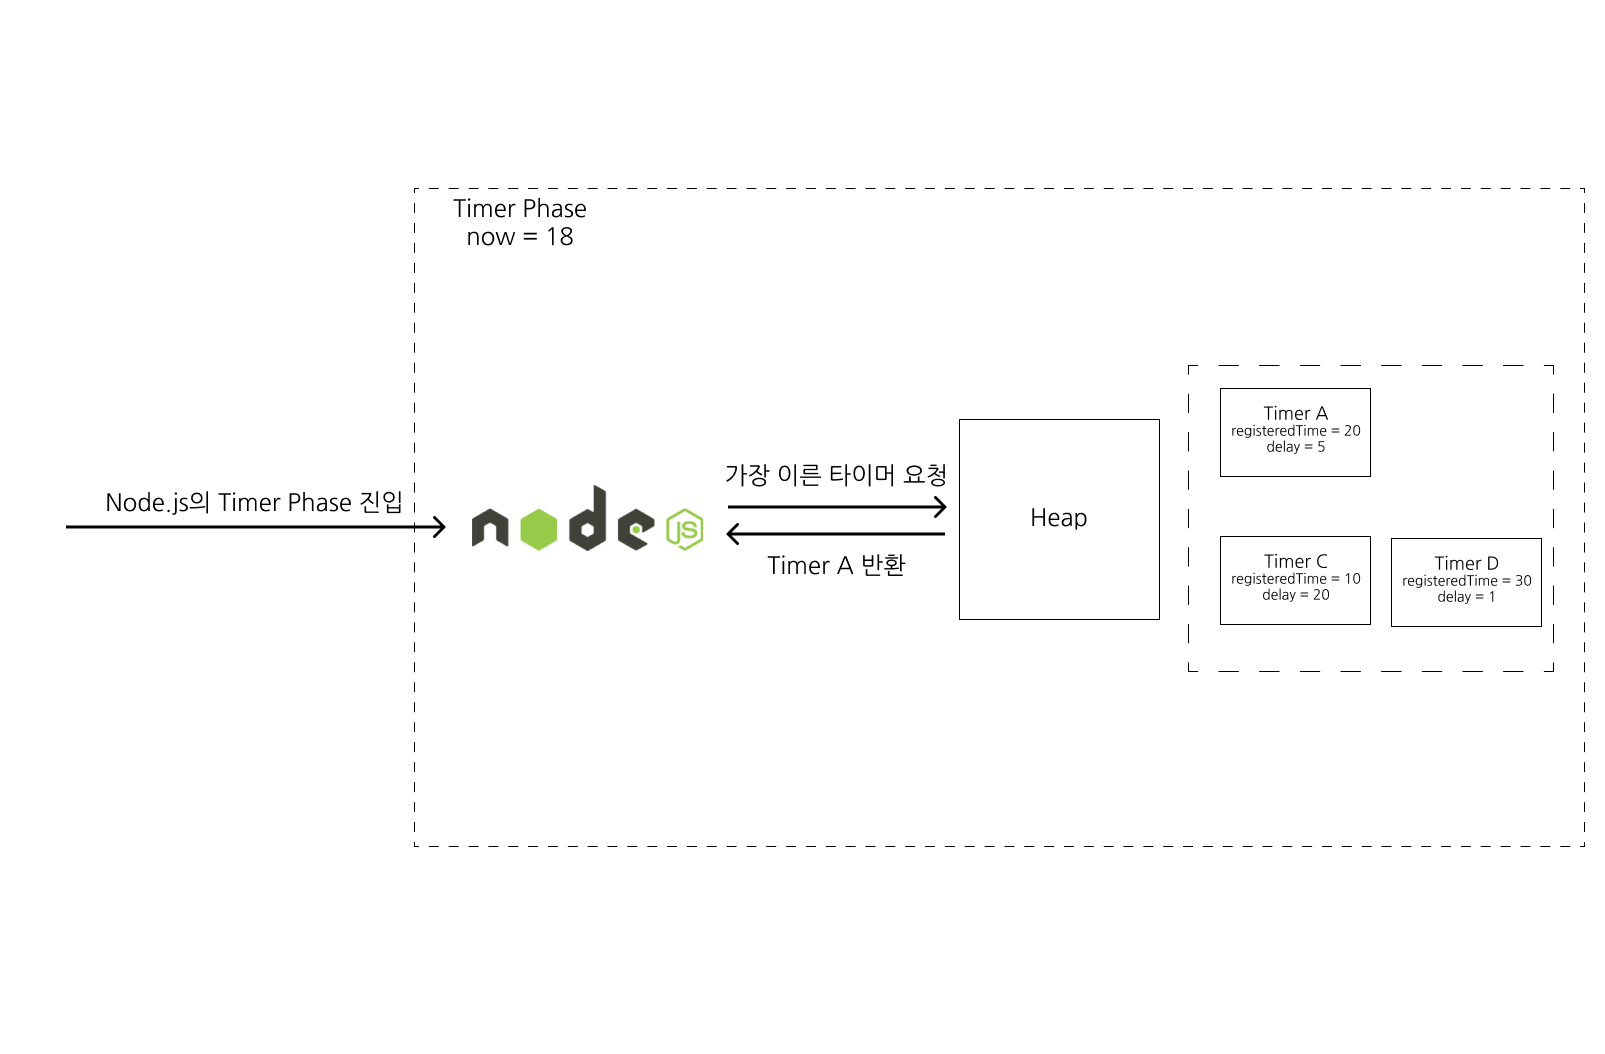 Timer Phase
now = 18
Node.js의 Timer Phase 진입
node
JS
가장 이른 타이머 요청
Timer A 반환
Heap
Timer A
registeredTime = 20
delay = 5
Timer C
registeredTime = 10
delay = 20
Timer D
registeredTime = 30
delay = 1